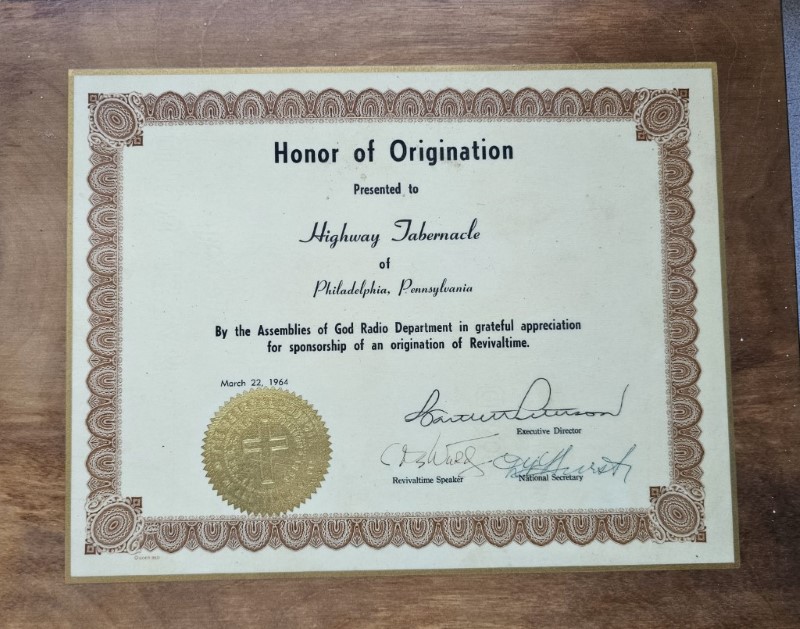 Honor of Origination
Presented to
Highway Tabernacle
of
Philadelphia, Pennsylvania
By the Assemblies of God Radio Department in grateful appreciation
for sponsorship of an origination of Revivaltime.
March 22, 1964
Executive Director
Revivaltime Speaker
National Secretary